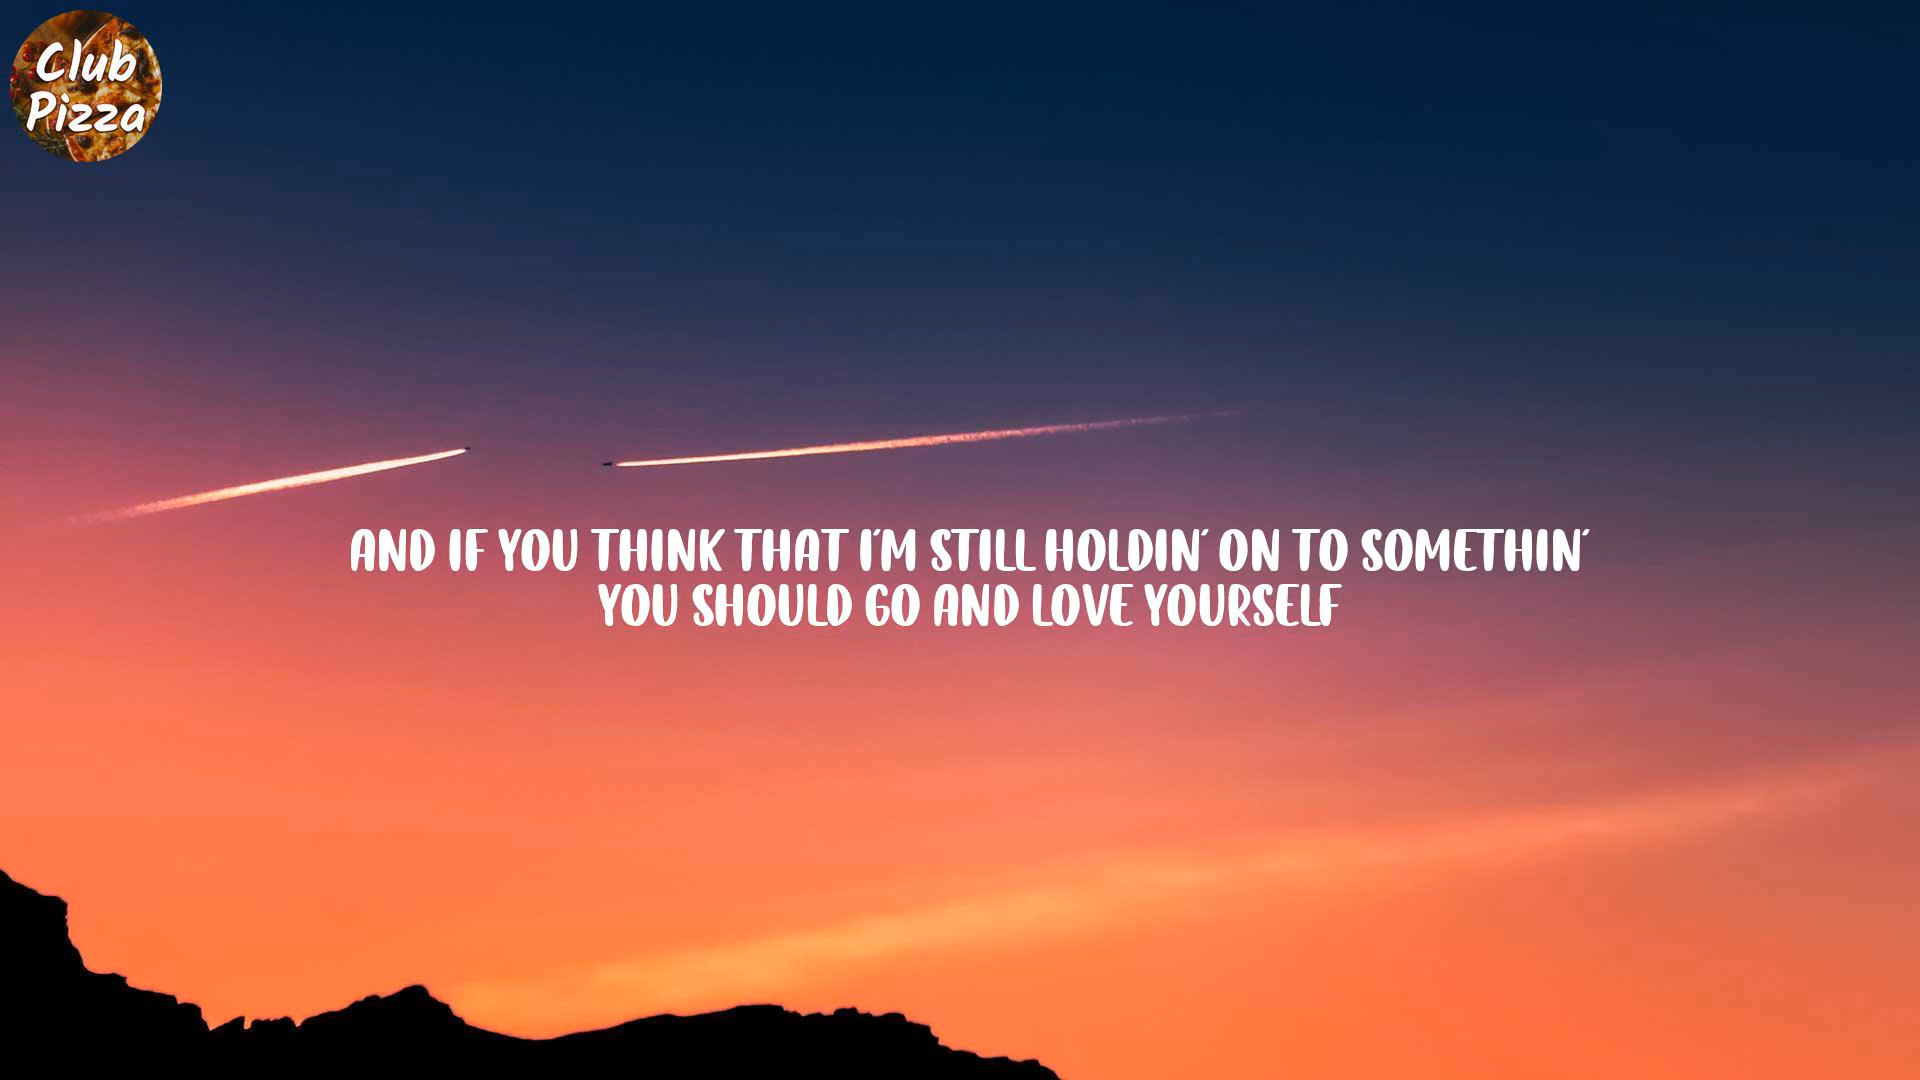 Club
Pizza
AND IF YOU THINK THAT I'M STILL HOLDIN' ON TO SOMETHIN'
YOU SHOULD GO AND LOVE YOURSELF